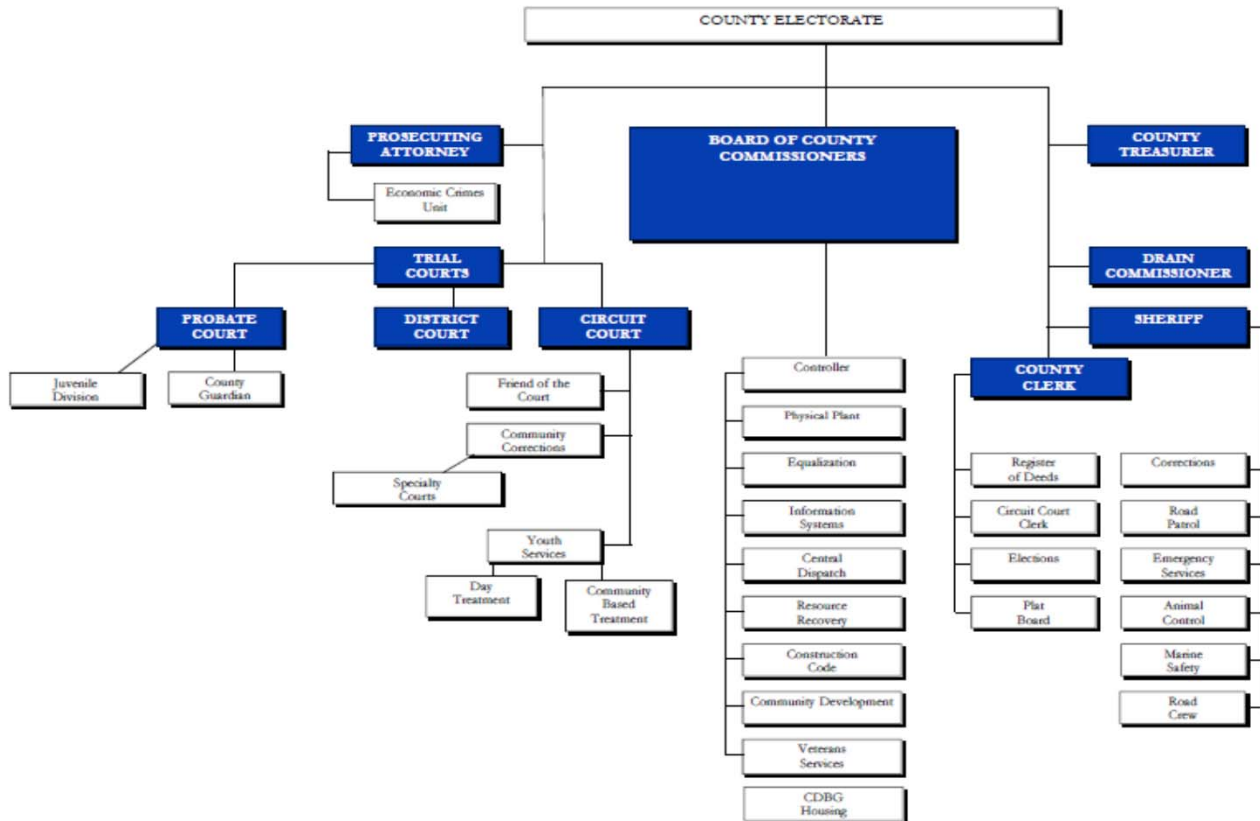 COUNTY ELECTORATE
PROSECUTING
ATTORNEY
Economic Crimes
Unit
BOARD OF COUNTY
COMMISSIONERS
COUNTY
TREASURER
TRIAL
COURTS
DRAIN
COMMISSIONER
PROBATE
COURT
DISTRICT
COURT
CIRCUIT
COURT
SHERIFF
Juvenile
Division
County
Guardian
Friend of the
Court
Community
Corrections
Specialty
Courts
Youth
Services
Day
Treatment
Community
Based
Treatment
Controller
Physical Plant
Equalization
Information
Systems
Central
Dispatch
Resource
Recovery
Construction
Code
Community Development
Veterans
Services
CDBG
Housing
COUNTY
CLERK
Register
of Deeds
Circuit Court
Clerk
Elections
Plat
Board
Corrections
Road
Patrol
Emergency
Services
Animal
Control
Marine
Safety
Road
Crew